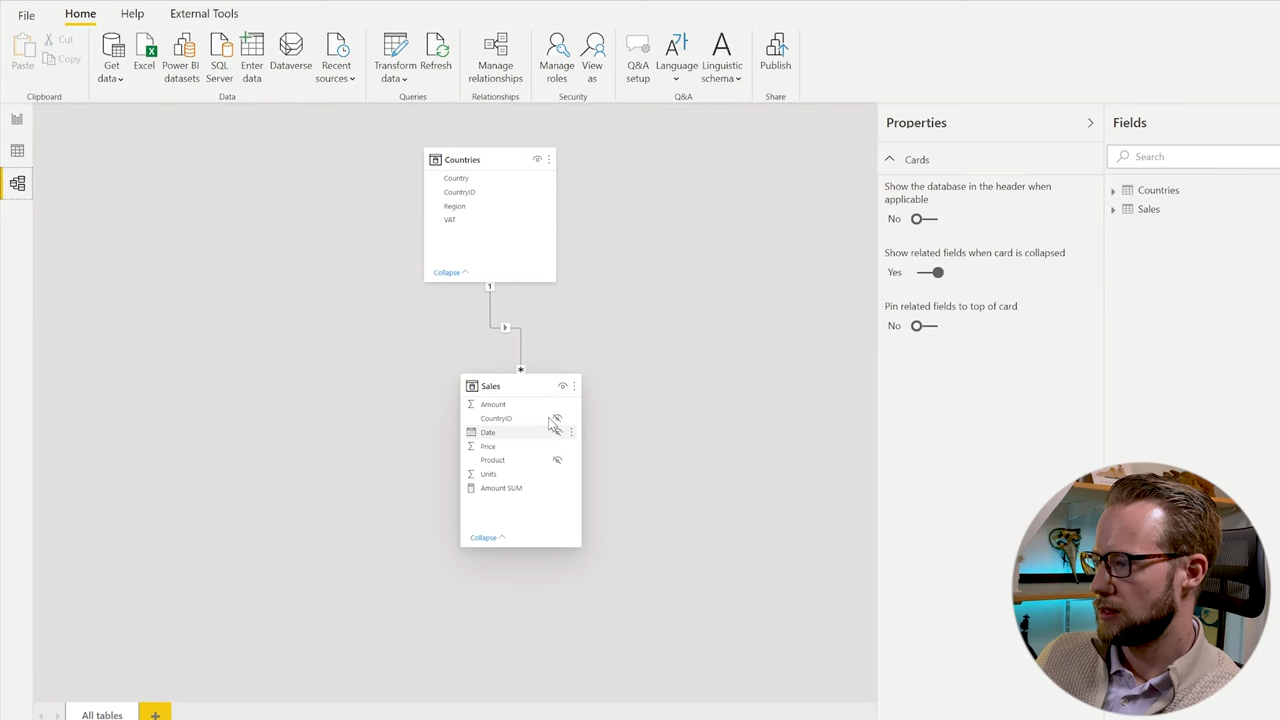 File
Home
Help
External Tools
Paste
Cut
Copy
Get data
Excel
Power BI datasets
SQL Server
Enter data
Dataverse
Recent sources
Transform data
Refresh
Manage relationships
Manage roles
View as
Q&A setup
Language
Linguistic schema
Publish
Clipboard
Data
Queries
Relationships
Security
Q&A
Share
Countries
Country
CountryID
Region
VAT
Collapse
1
*
Sales
Amount
CountryID
Date
Price
Product
Units
Amount SUM
Collapse
Properties
Cards
Show the database in the header when
applicable
No
Show related fields when card is collapsed
Yes
Pin related fields to top of card
No
Fields
Search
Countries
Sales
All tables